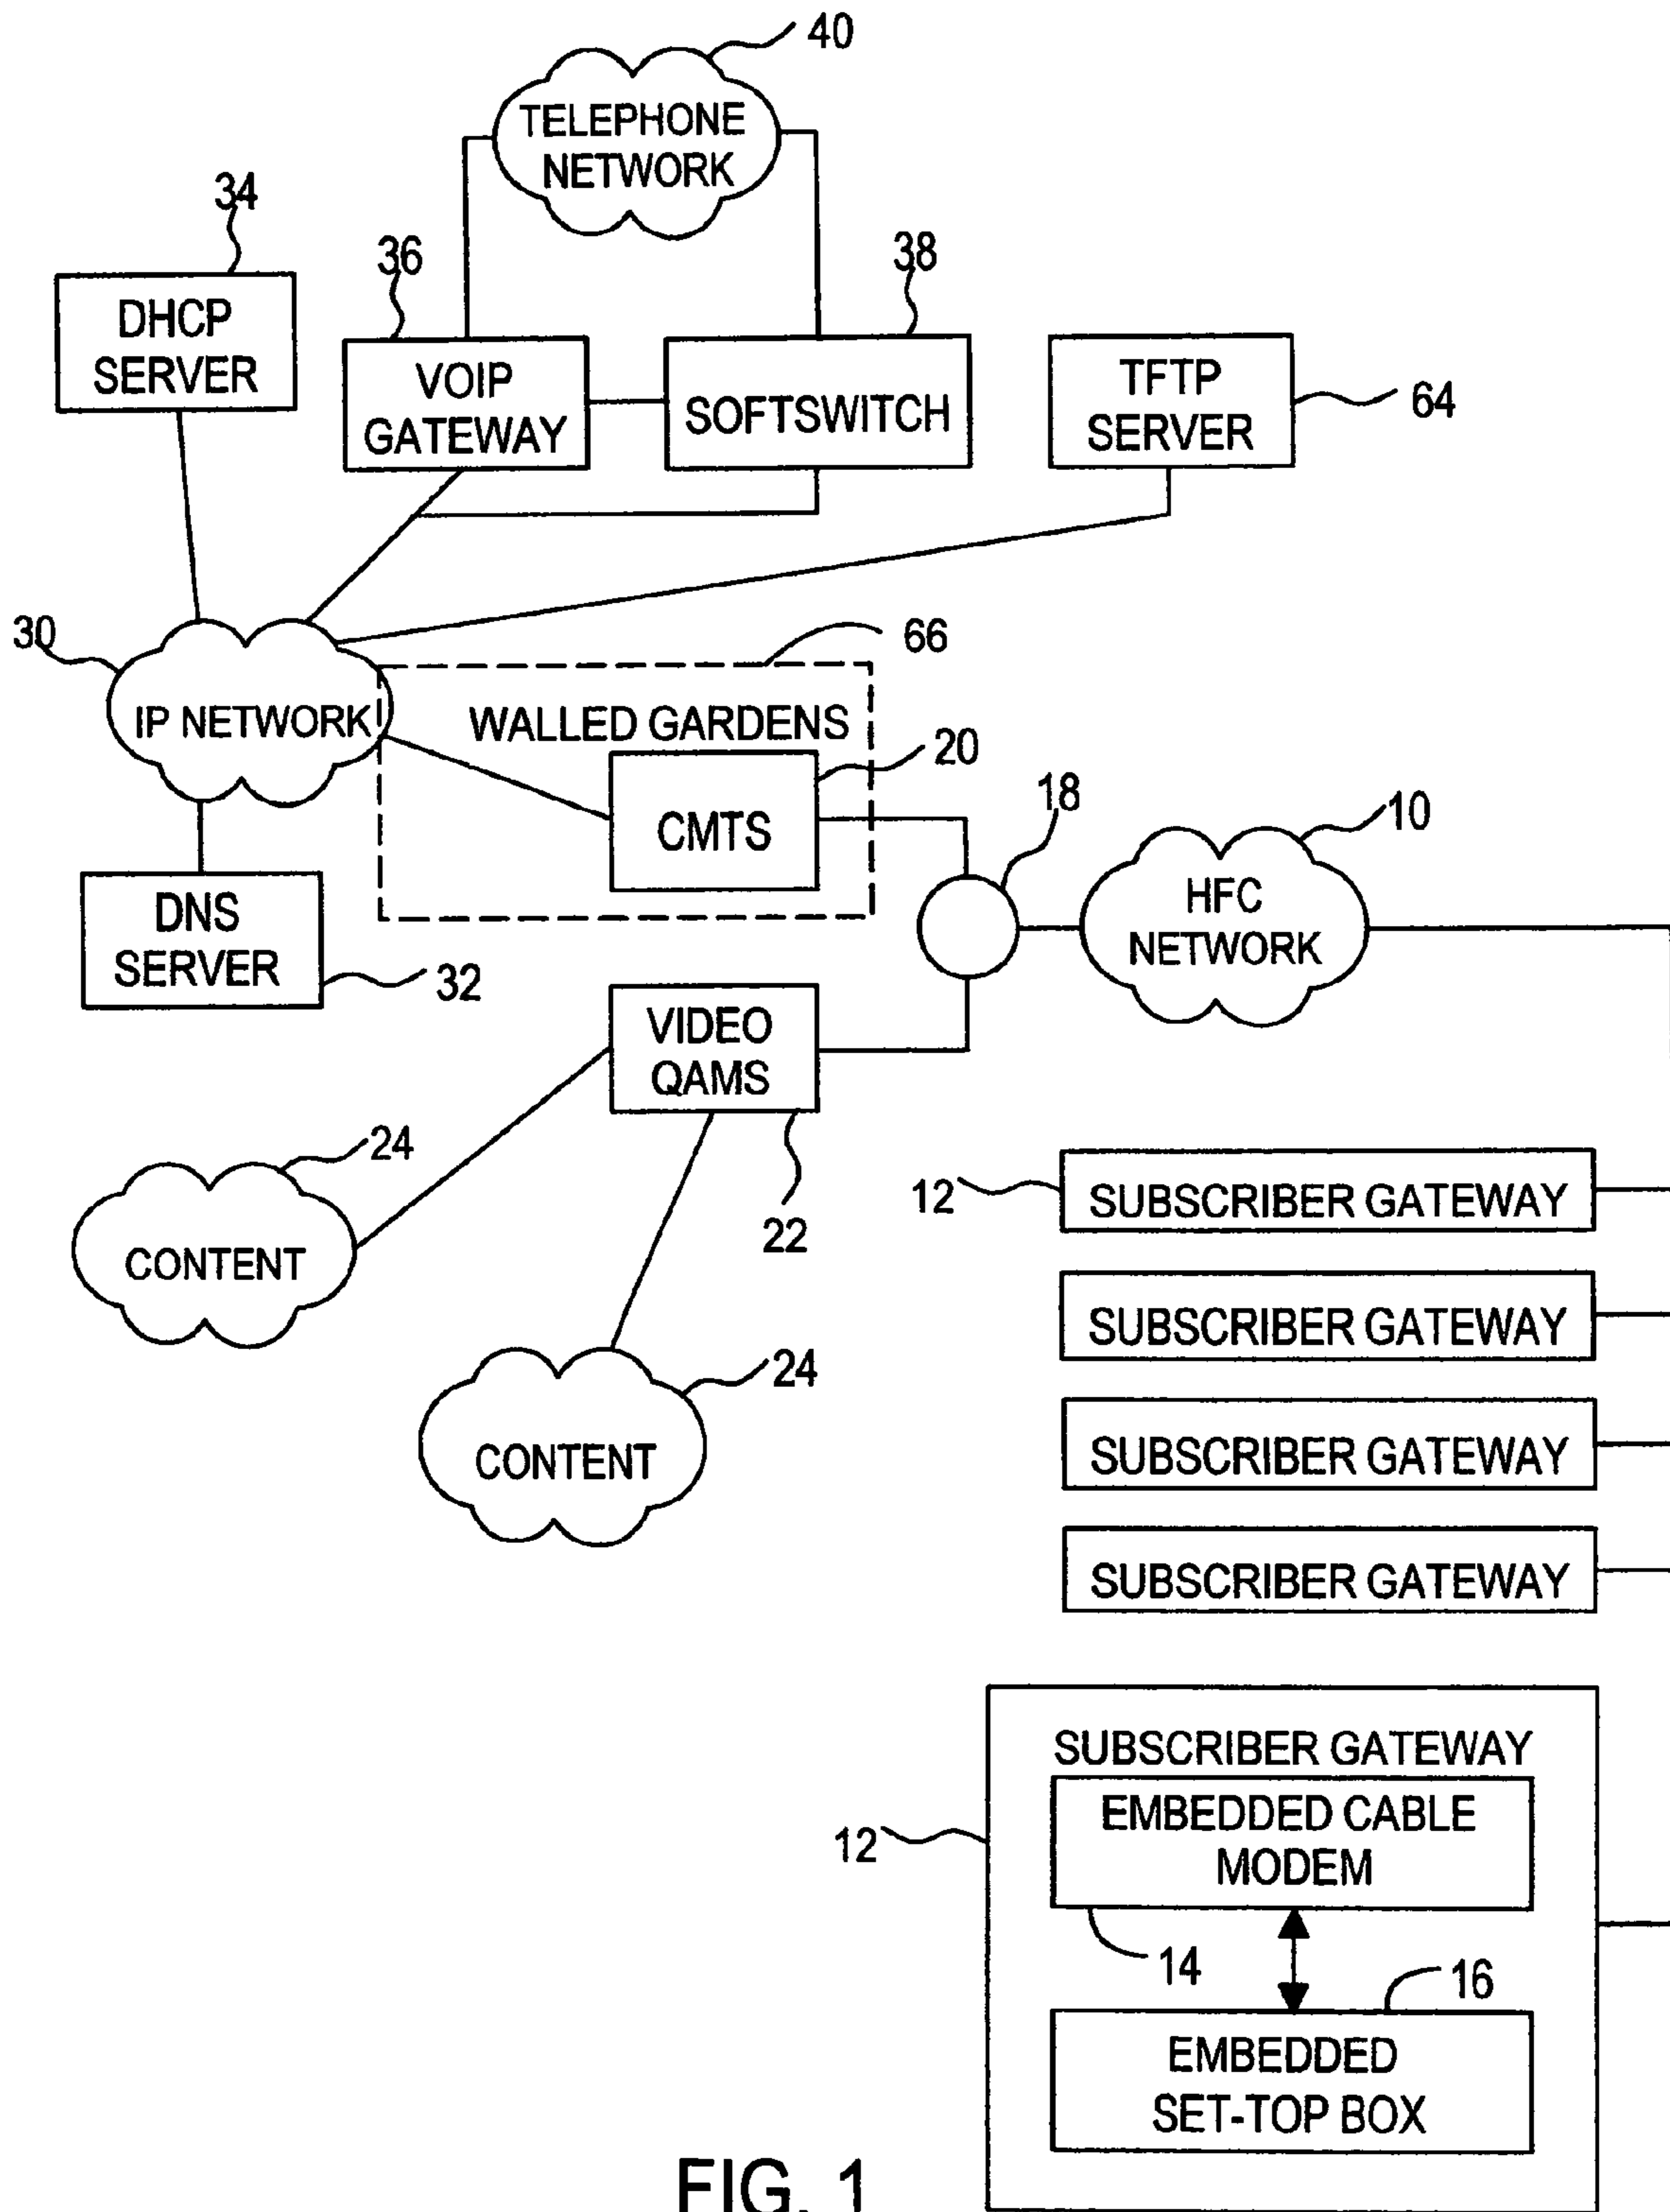 40
TELEPHONE
NETWORK
34
36
38
DHCP
SERVER
VOIP
GATEWAY
SOFTSWITCH
TFTP
SERVER
64
30
66
IP NETWORK
WALLED GARDENS
20
CMTS
18
10
HFC
NETWORK
DNS
SERVER
32
VIDEO
QAMS
22
24
CONTENT
24
CONTENT
12
SUBSCRIBER GATEWAY
SUBSCRIBER GATEWAY
SUBSCRIBER GATEWAY
SUBSCRIBER GATEWAY
12
SUBSCRIBER GATEWAY
EMBEDDED CABLE
MODEM
14
16
EMBEDDED
SET-TOP BOX
FIG. 1